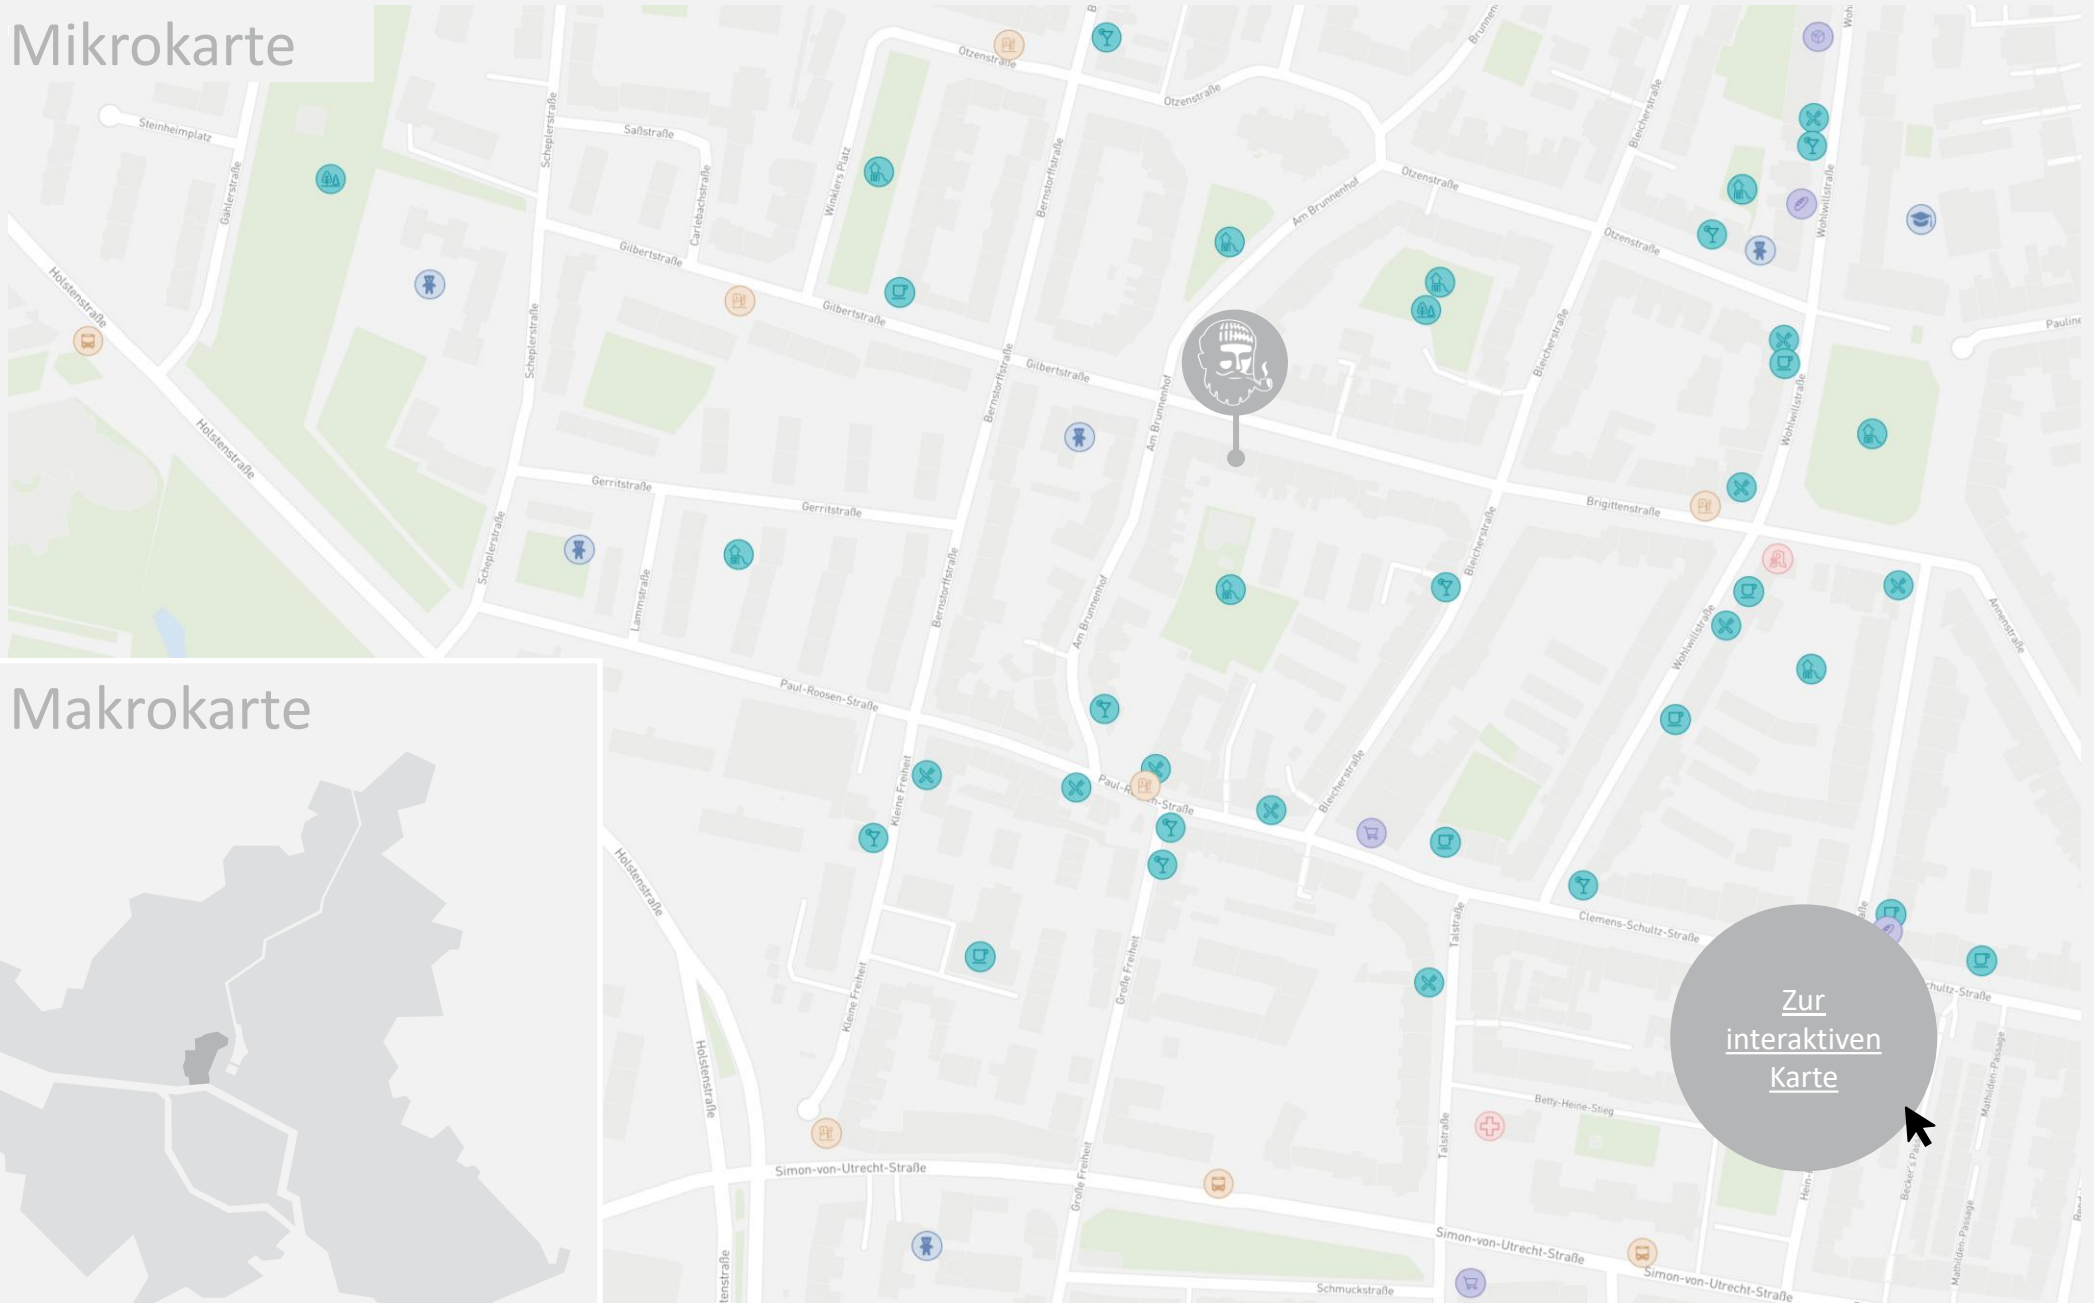 Mikrokarte
Otzenstraße
Otzenstraße
Steinheimplatz
Saßstraße
Scheplerstraße
Gählerstraße
Carlebachstraße
Winklers Platz
Bernstorffstraße
Am Brunnenhof
Otzenstraße
Bleicherstraße
Otzenstraße
Wohlwillstraße
Gilbertstraße
Holstenstraße
Gilbertstraße
Scheplerstraße
Bernstorffstraße
Gilbertstraße
Am Brunnenhof
Bleicherstraße
Wohlwillstraße
Holstenstraße
Gerritstraße
Gerritstraße
Brigittenstraße
Scheplerstraße
Lammstraße
Bernstorffstraße
Am Brunnenhof
Bleicherstraße
Wohlwillstraße
Annenstraße
Makrokarte
Paul-Roosen-Straße
Kleine Freiheit
Bleicherstraße
Holstenstraße
Clemens-Schultz-Straße
Talstraße
Große Freiheit
Kleine Freiheit
Zur
interaktiven
Karte
Holstenstraße
Betty-Heine-Stieg
Mathilden-Passage
Talstraße
Simon-von-Utrecht-Straße
Große Freiheit
Simon-von-Utrecht-Straße
Simon-von-Utrecht-Straße
Mathilden-Passage
Schmuckstraße